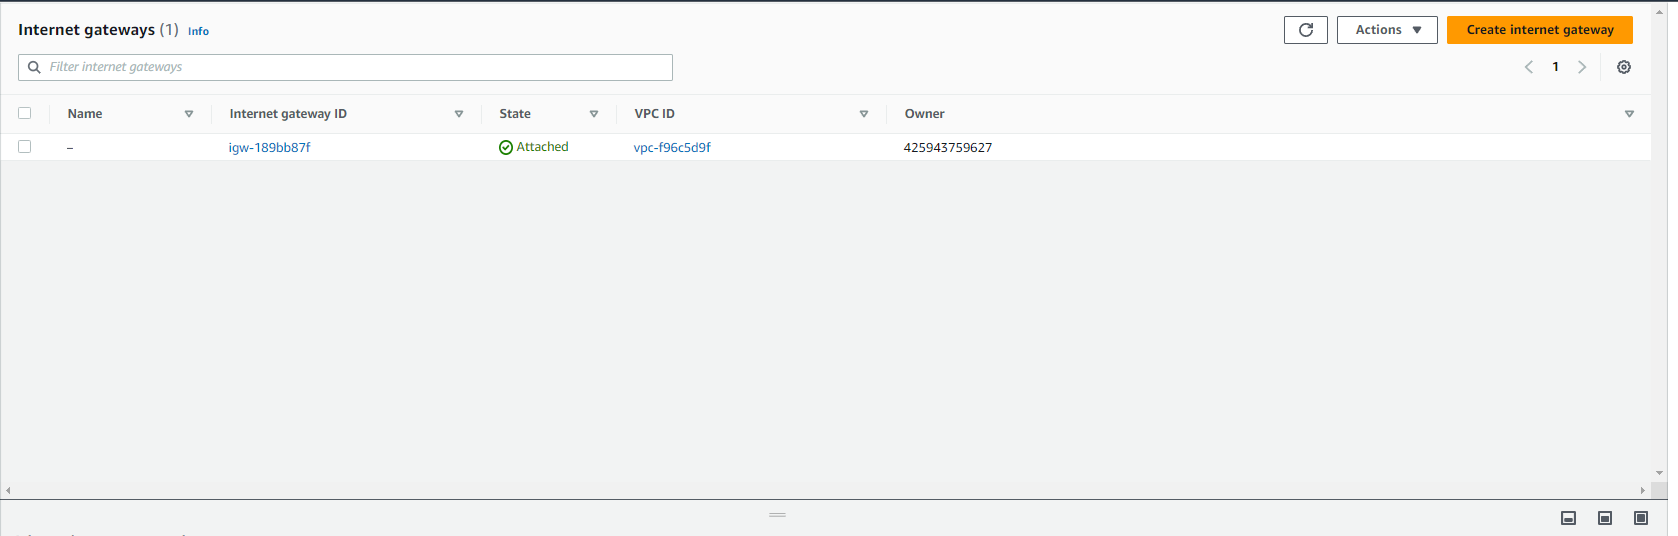 Internet gateways (1) Info
Actions
Create internet gateway
Filter internet gateways
1
Name Internet gateway ID State VPC ID Owner
– igw-189bb87f Attached vpc-f96c5d9f 425943759627